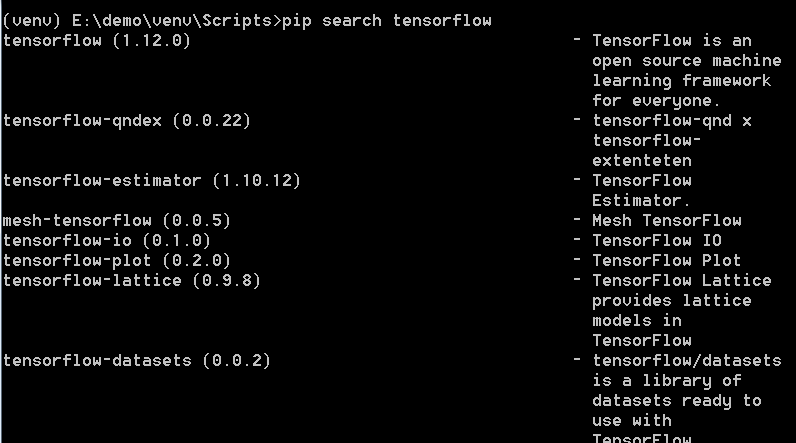 (venv) E:\demo\venv\Scripts>pip search tensorflow
tensorflow (1.12.0) - TensorFlow is an
open source machine
learning framework
for everyone.
tensorflow-qndex (0.0.22) - tensorflow-qnd x
tensorflow-
extenteten
tensorflow-estimator (1.10.12) - TensorFlow
Estimator.
mesh-tensorflow (0.0.5) - Mesh TensorFlow
tensorflow-io (0.1.0) - TensorFlow IO
tensorflow-plot (0.2.0) - TensorFlow Plot
tensorflow-lattice (0.9.8) - TensorFlow Lattice
provides lattice
models in
TensorFlow
tensorflow-datasets (0.0.2) - tensorflow/datasets
is a library of
datasets ready to
use with
TensorFlow